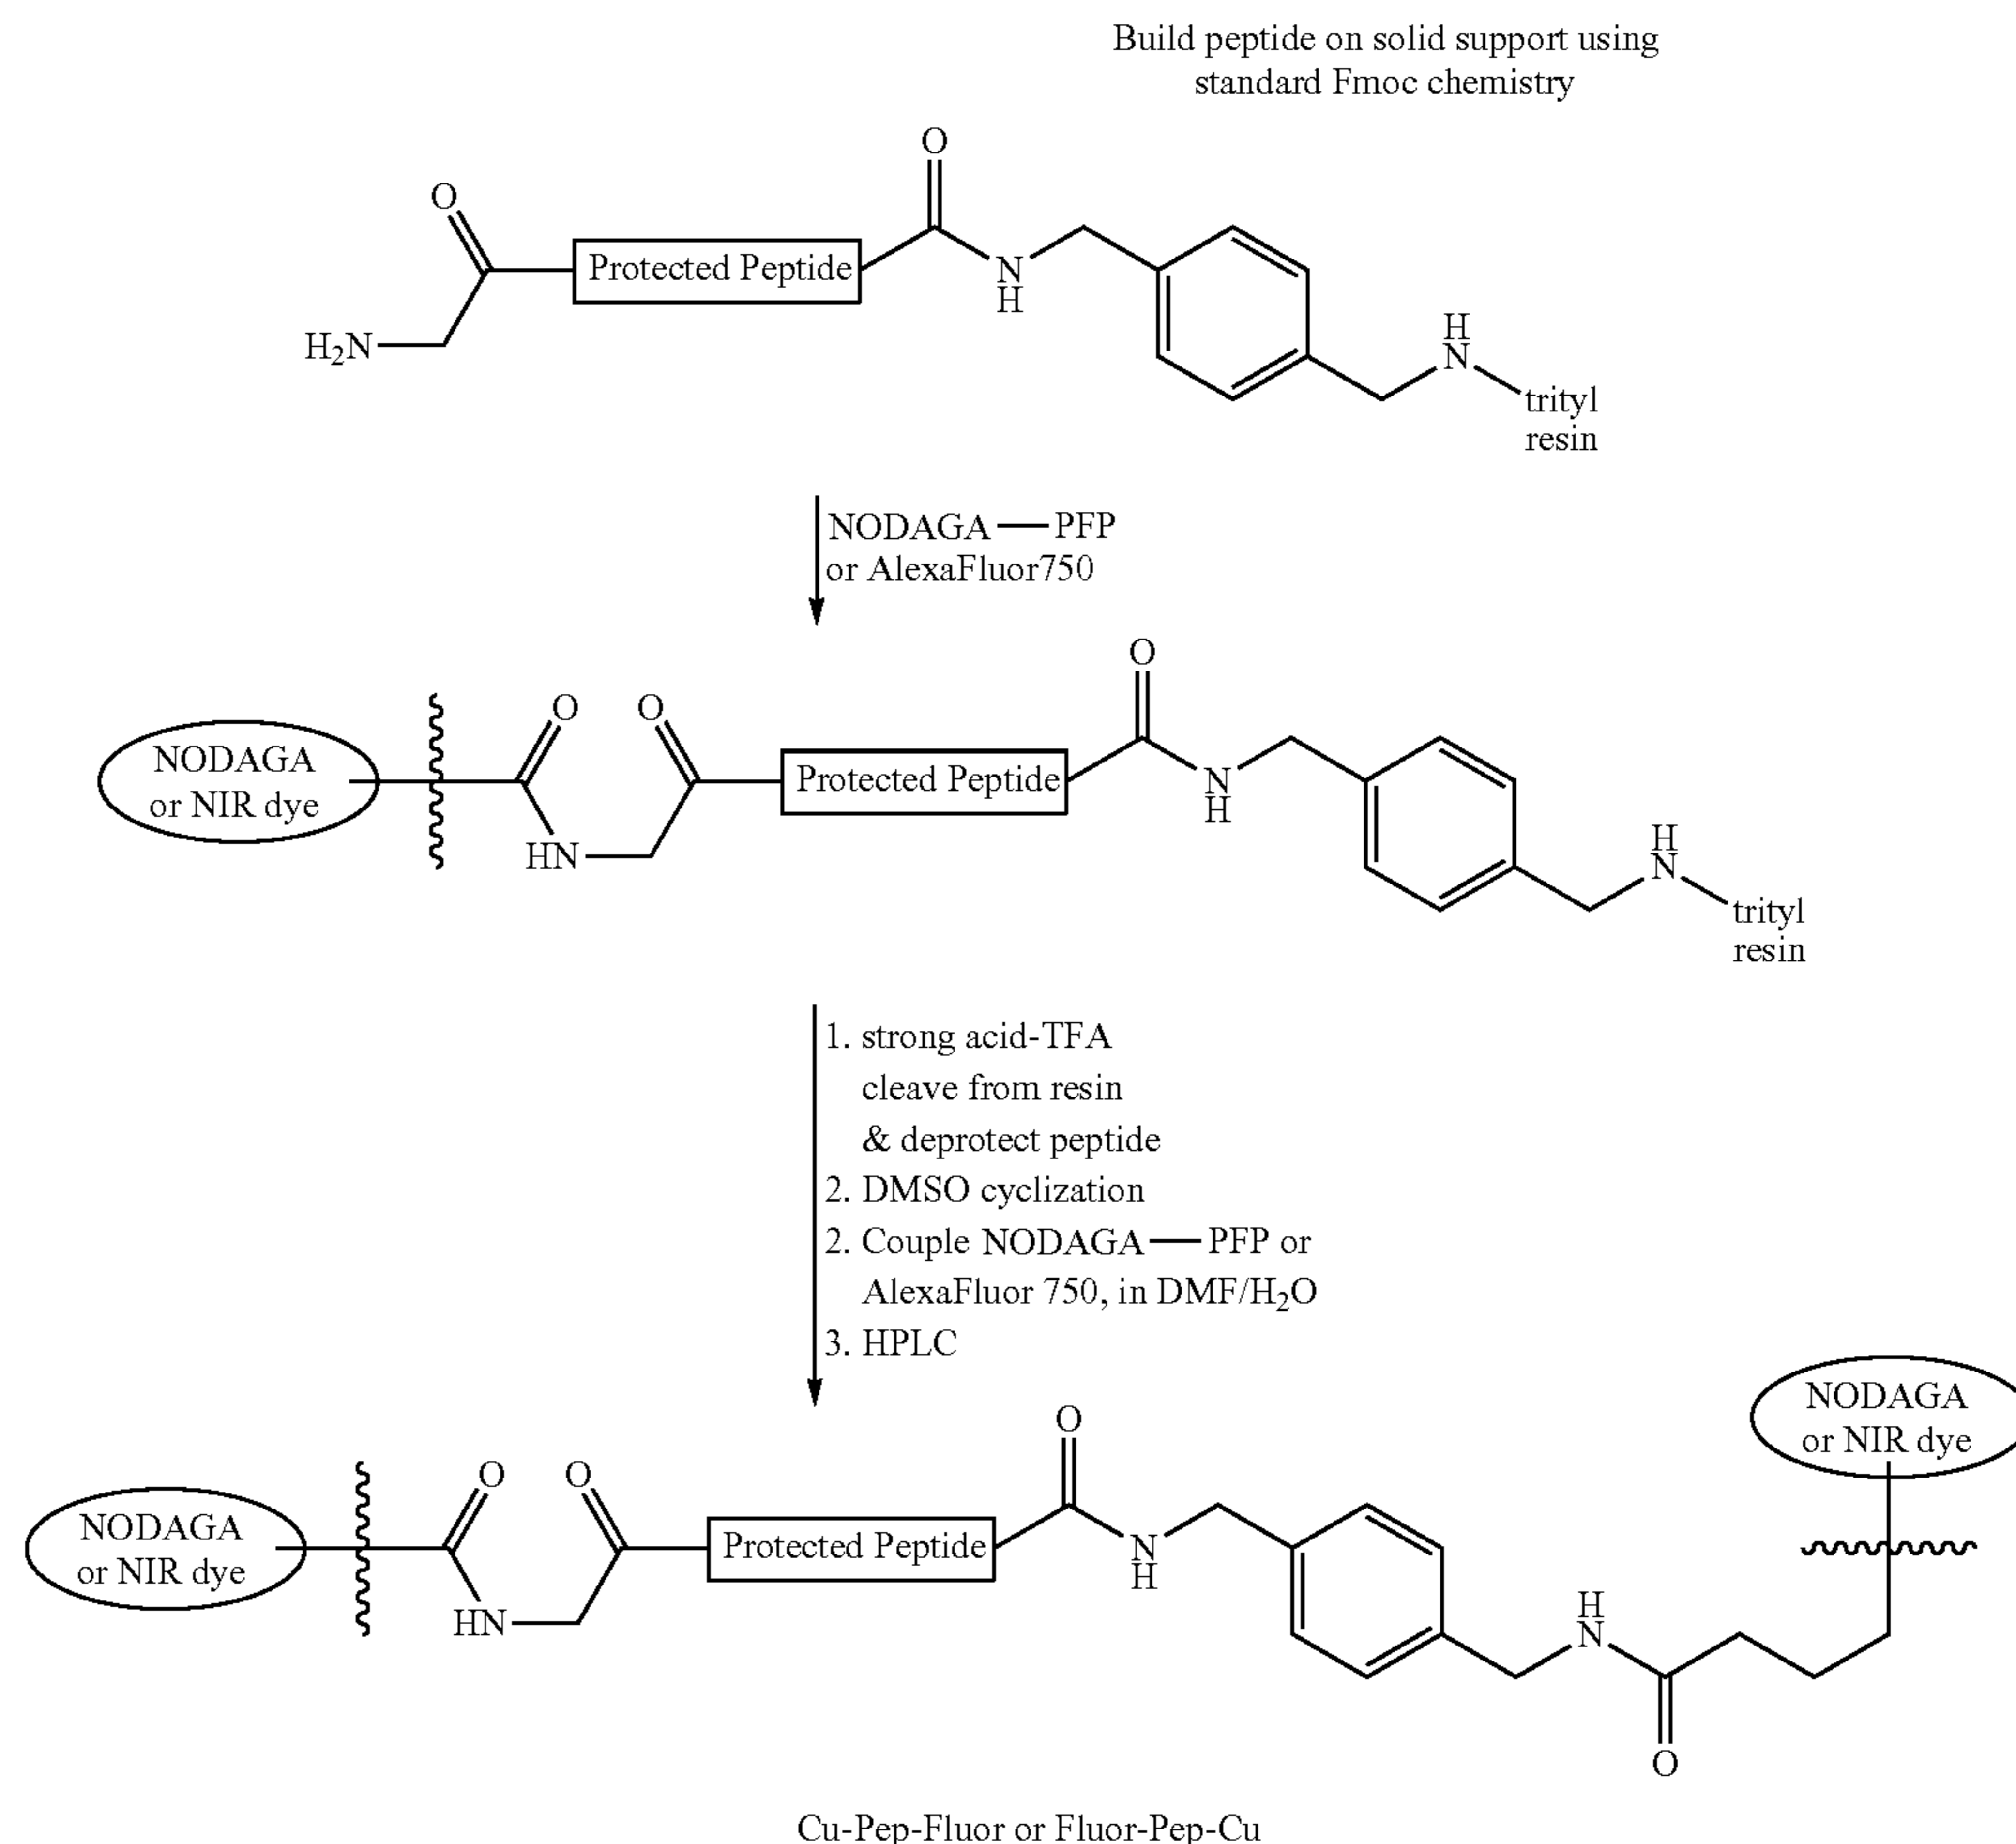 Build peptide on solid support using
standard Fmoc chemistry
O
O
Protected Peptide
N
H
H2N
H
N
trityl
resin
NODAGA — PFP
or AlexaFluor750
O
O
O
NODAGA
or NIR dye
Protected Peptide
N
H
HN
H
N
trityl
resin
1. strong acid-TFA
cleave from resin
& deprotect peptide
2. DMSO cyclization
2. Couple NODAGA — PFP or
AlexaFluor 750, in DMF/H2O
3. HPLC
NODAGA
or NIR dye
O
O
O
NODAGA
or NIR dye
Protected Peptide
N
H
HN
H
N
O
Cu-Pep-Fluor or Fluor-Pep-Cu